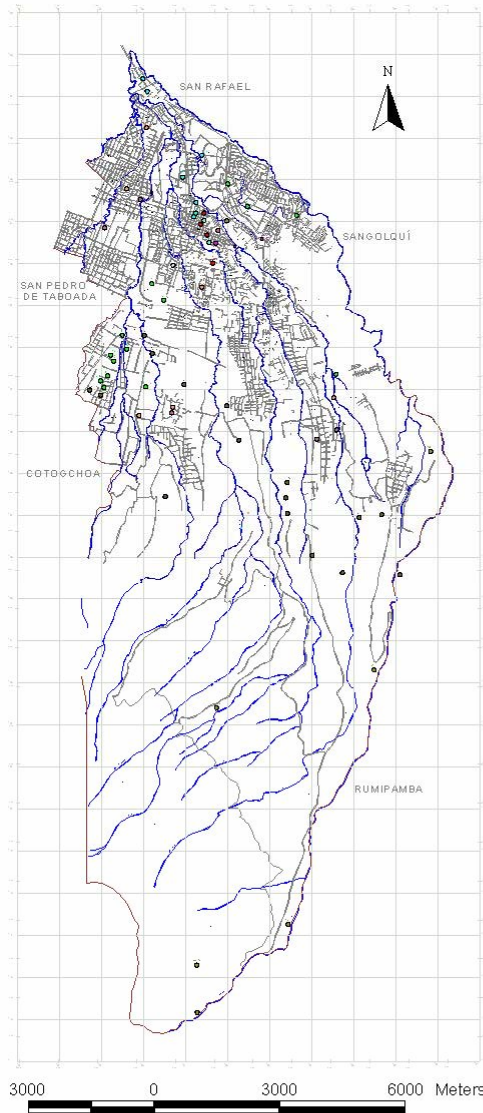 N
SAN RAFAEL
SANGOLQUÍ
SAN PEDRO
DE TABOADA
COTOGCHOA
RUMIPAMBA
3000 0 3000 6000 Meters